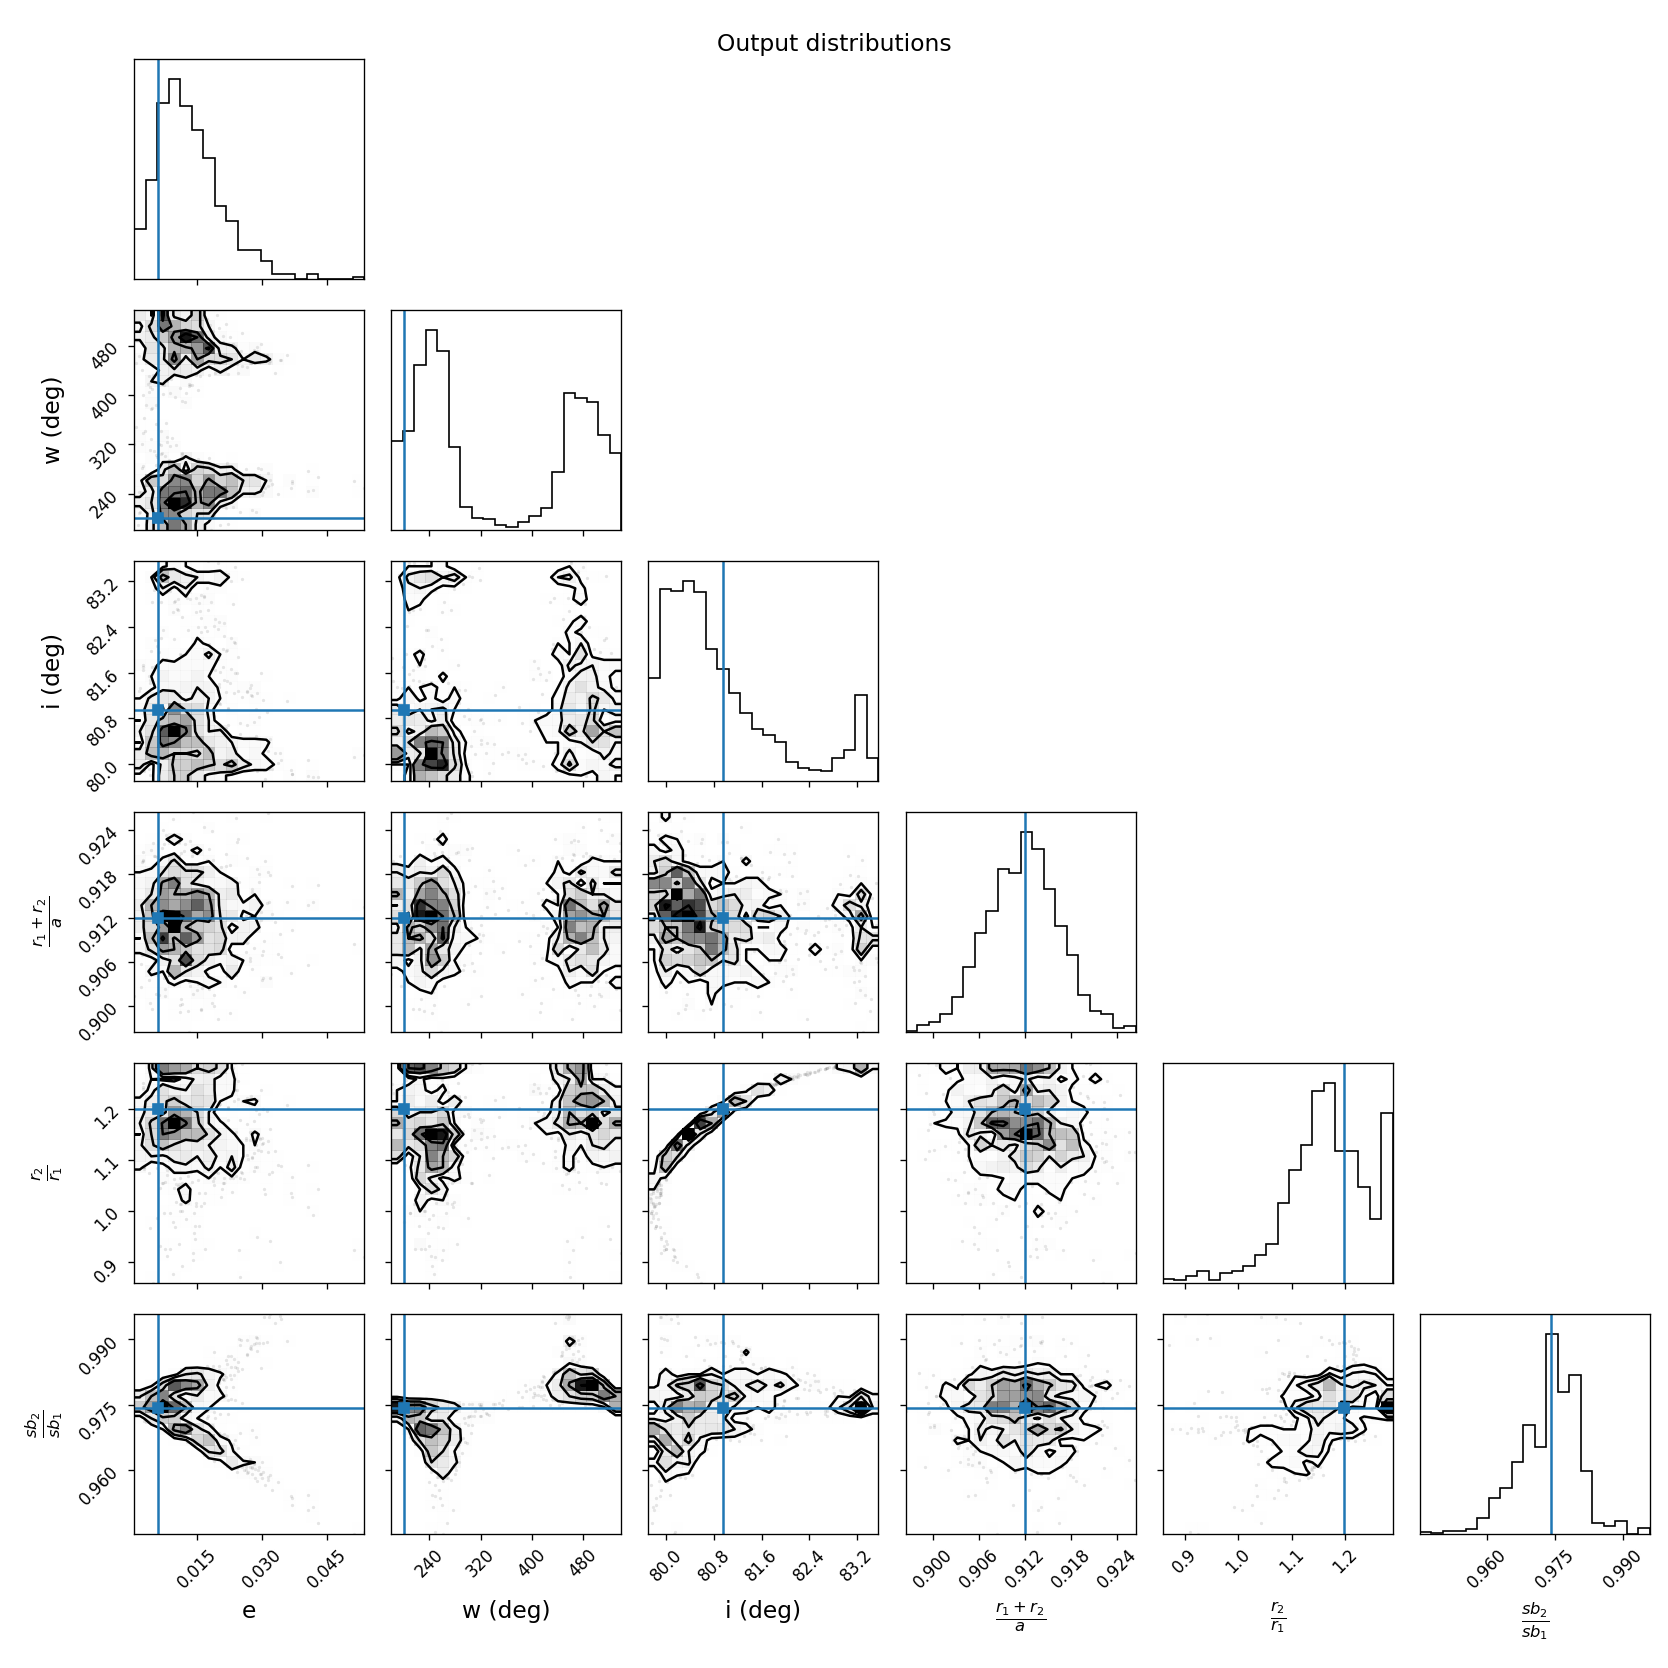 Output distributions
w (deg)
480
400
320
240
i (deg)
83.2
82.4
81.6
80.8
80.0
r1 + r2
a
0.924
0.918
0.912
0.906
0.900
r2
r1
1.2
1.1
1.0
0.9
sb2
sb1
0.990
0.975
0.960
0.015 0.030 0.045 240 320 400 480 80.0 80.8 81.6 82.4 83.2 0.900 0.906 0.912 0.918 0.924 0.9 1.0 1.1 1.2 0.960 0.975 0.990
e w (deg) i (deg) r1 + r2 r2 sb2
a r1 sb1